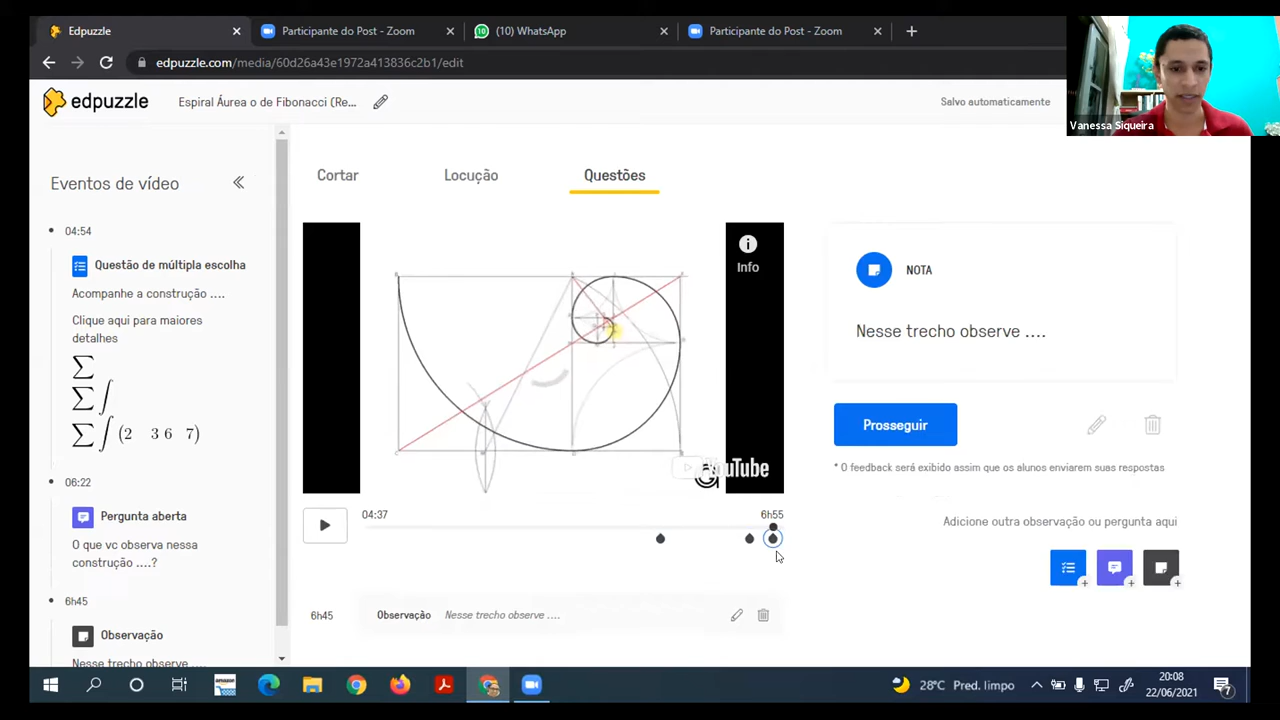 Edpuzzle
Participante do Post - Zoom
(10) WhatsApp
Participante do Post - Zoom
edpuzzle.com/media/60d26a43e1972a413836c2b1/edit
Vanessa Siqueira
edpuzzle
Espiral Áurea o de Fibonacci (Re...
Salvo automaticamente
Eventos de vídeo
Cortar
Locução
Questões
04:54
Questão de múltipla escolha
Acompanhe a construção ....
Clique aqui para maiores
detalhes
∑
∑ ∫
∑ ∫ (2 3 6 7)
06:22
Pergunta aberta
O que vc observa nessa
construção ....?
6h45
Observação
Nesse trecho observe ....
Info
YouTube
04:37
6h55
6h45
Observação
Nesse trecho observe ....
NOTA
Nesse trecho observe ....
Prosseguir
* O feedback será exibido assim que os alunos enviarem suas respostas
Adicione outra observação ou pergunta aqui
amazon
28°C Pred. limpo
20:08
22/06/2021
7